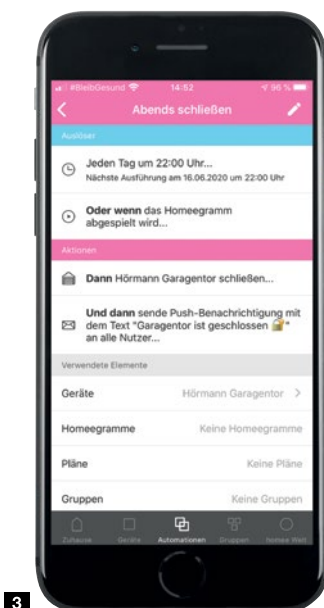 #BleibGesund 14:52 96 %
Abends schließen
Auslöser
Jeden Tag um 22:00 Uhr...
Nächste Ausführung am 16.06.2020 um 22:00 Uhr
Oder wenn das Homeegramm
abgespielt wird...
Aktionen
Dann Hörmann Garagentor schließen...
Und dann sende Push-Benachrichtigung mit
dem Text "Garagentor ist geschlossen 🔐"
an alle Nutzer...
Verwendete Elemente
Geräte Hörmann Garagentor >
Homeegramme Keine Homeegramme
Pläne Keine Pläne
Gruppen Keine Gruppen
Zuhause Geräte Automationen Gruppen homee Welt
3